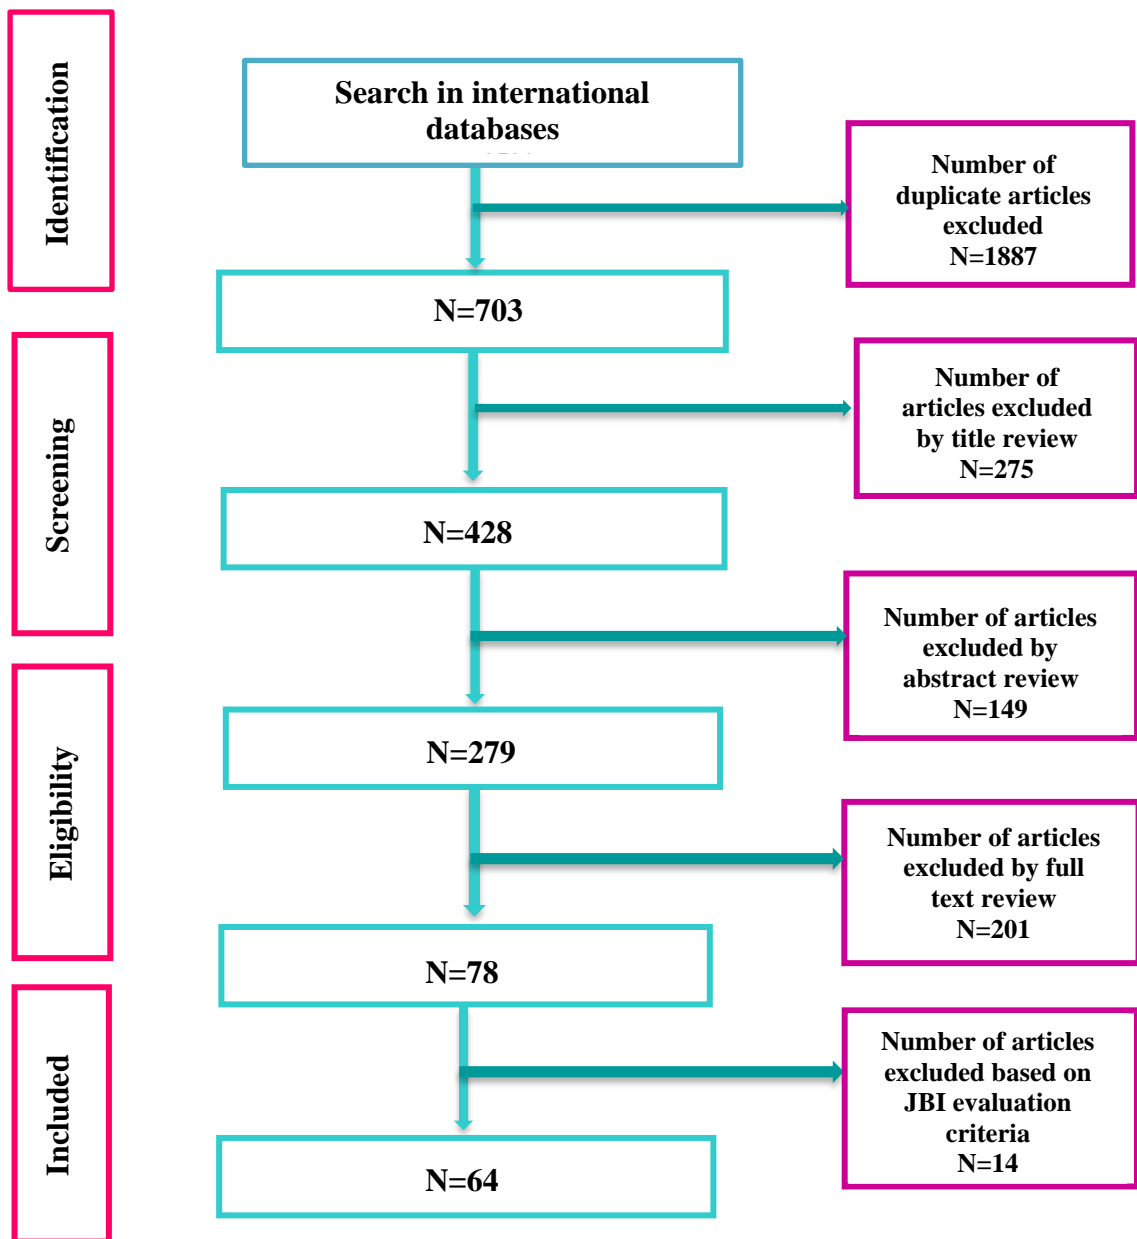 Identification
Search in international
databases
Number of
duplicate articles
excluded
N=1887
N=703
Screening
Number of
articles excluded
by title review
N=275
N=428
Number of articles
excluded by
abstract review
N=149
Eligibility
N=279
Number of articles
excluded by full
text review
N=201
N=78
Included
Number of articles
excluded based on
JBI evaluation
criteria
N=14
N=64